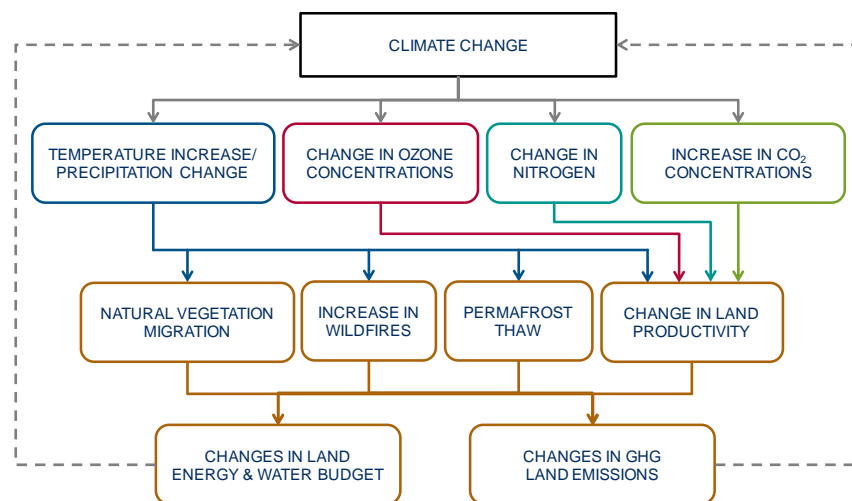 CLIMATE CHANGE
TEMPERATURE INCREASE/
PRECIPITATION CHANGE
CHANGE IN OZONE
CONCENTRATIONS
CHANGE IN
NITROGEN
INCREASE IN CO₂
CONCENTRATIONS
NATURAL VEGETATION
MIGRATION
INCREASE IN
WILDFIRES
PERMAFROST
THAW
CHANGE IN LAND
PRODUCTIVITY
CHANGES IN LAND
ENERGY & WATER BUDGET
CHANGES IN GHG
LAND EMISSIONS